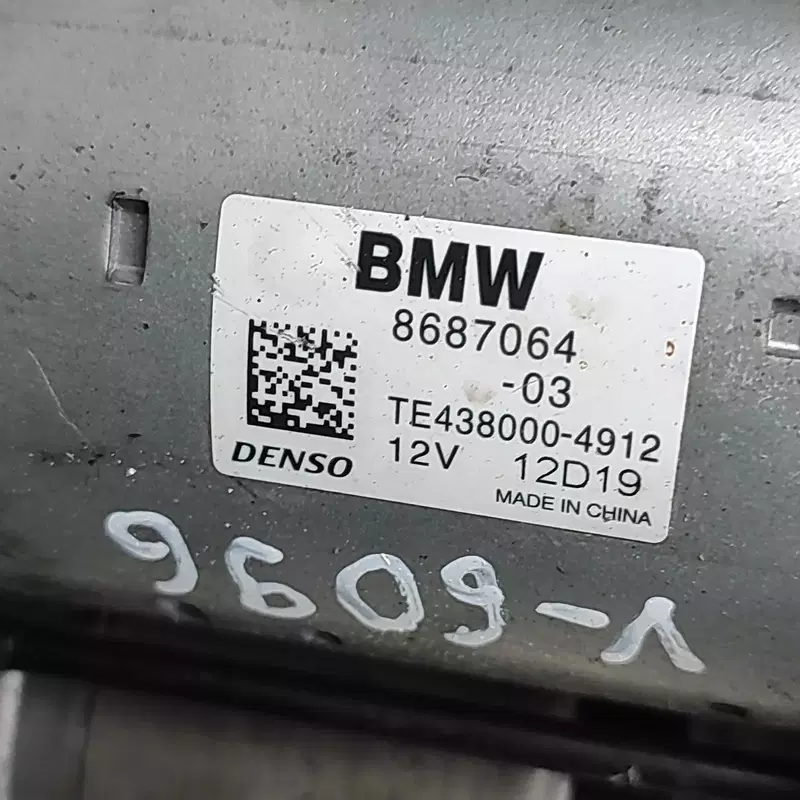 BMW
8687064
-03
TE438000-4912
DENSO
12V 12D19
MADE IN CHINA
9609-1